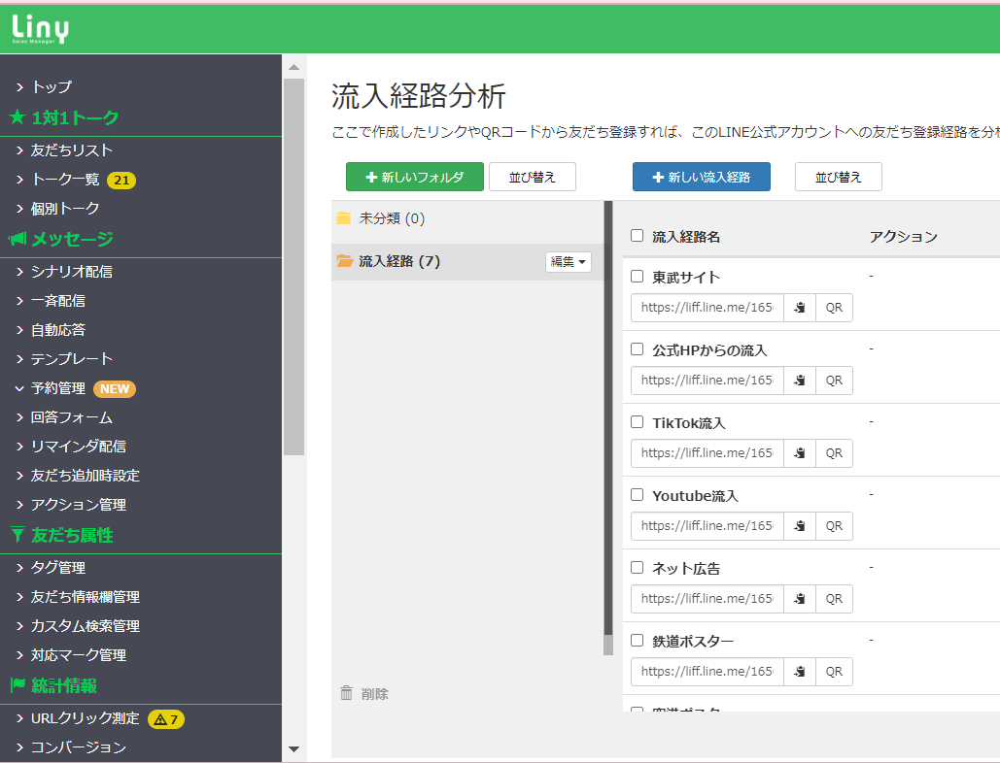 Liny
Sales Manager
トップ
1対1トーク
友だちリスト
トーク一覧 21
個別トーク
メッセージ
シナリオ配信
一斉配信
自動応答
テンプレート
予約管理 NEW
回答フォーム
リマインダ配信
友だち追加時設定
アクション管理
友だち属性
タグ管理
友だち情報欄管理
カスタム検索管理
対応マーク管理
統計情報
URLクリック測定 7
コンバージョン
流入経路分析
ここで作成したリンクやQRコードから友だち登録すれば、このLINE公式アカウントへの友だち登録経路を分析
+ 新しいフォルダ 並び替え
+ 新しい流入経路 並び替え
未分類 (0)
流入経路 (7) 編集
削除
流入経路名 アクション
東武サイト -
https://liff.line.me/165 QR
公式HPからの流入 -
https://liff.line.me/165 QR
TikTok流入 -
https://liff.line.me/165 QR
Youtube流入 -
https://liff.line.me/165 QR
ネット広告 -
https://liff.line.me/165 QR
鉄道ポスター -
https://liff.line.me/165 QR
空港ポスター